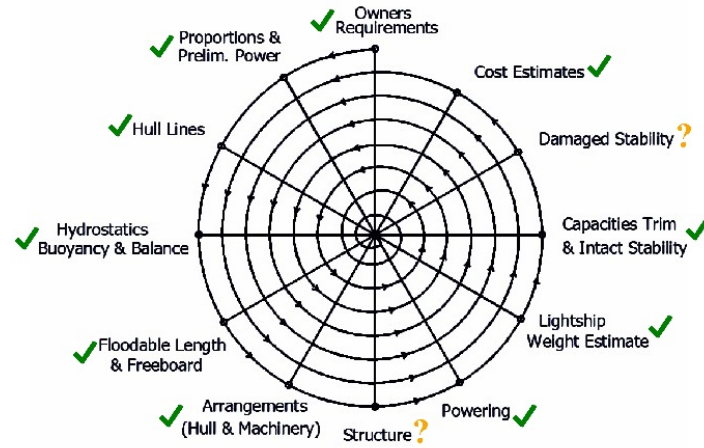 Owners
Requirements
Proportions &
Prelim. Power
Cost Estimates
Hull Lines
Damaged Stability ?
Hydrostatics
Buoyancy & Balance
Capacities Trim
& Intact Stability
Floodable Length
& Freeboard
Lightship
Weight Estimate
Arrangements
(Hull & Machinery)
Structure ?
Powering